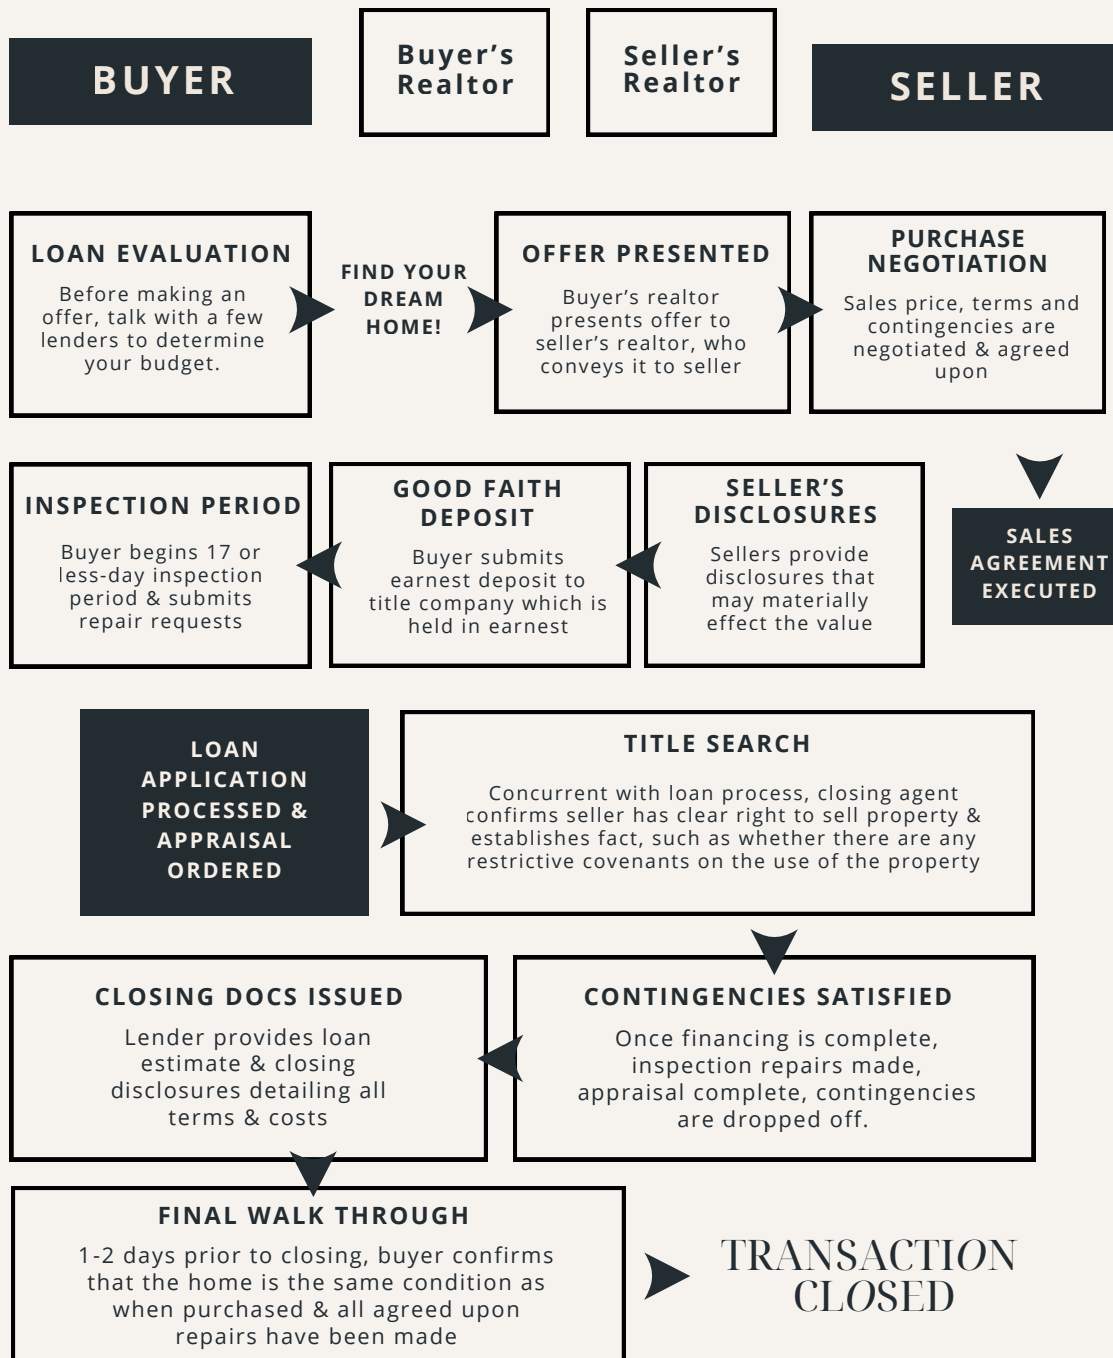 BUYER
Buyer's
Realtor
Seller's
Realtor
SELLER
LOAN EVALUATION
Before making an
offer, talk with a few
lenders to determine
your budget.
FIND YOUR
DREAM
HOME!
OFFER PRESENTED
Buyer's realtor
presents offer to
seller's realtor, who
conveys it to seller
PURCHASE
NEGOTIATION
Sales price, terms and
contingencies are
negotiated & agreed
upon
SALES
AGREEMENT
EXECUTED
SELLER'S
DISCLOSURES
Sellers provide
disclosures that
may materially
effect the value
GOOD FAITH
DEPOSIT
Buyer submits
earnest deposit to
title company which is
held in earnest
INSPECTION PERIOD
Buyer begins 17 or
less-day inspection
period & submits
repair requests
LOAN
APPLICATION
PROCESSED &
APPRAISAL
ORDERED
TITLE SEARCH
Concurrent with loan process, closing agent
confirms seller has clear right to sell property &
establishes fact, such as whether there are any
restrictive covenants on the use of the property
CONTINGENCIES SATISFIED
Once financing is complete,
inspection repairs made,
appraisal complete, contingencies
are dropped off.
CLOSING DOCS ISSUED
Lender provides loan
estimate & closing
disclosures detailing all
terms & costs
FINAL WALK THROUGH
1-2 days prior to closing, buyer confirms
that the home is the same condition as
when purchased & all agreed upon
repairs have been made
TRANSACTION
CLOSED